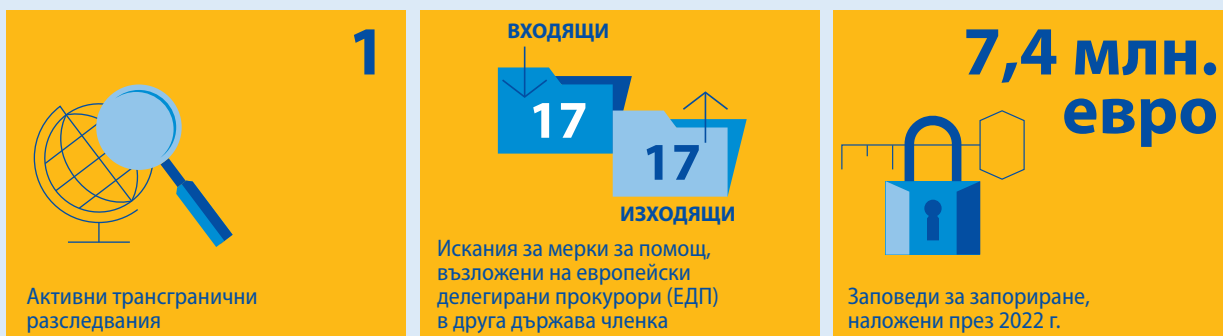 1
Активни трансгранични
разследвания
ВХОДЯЩИ
17
17
ИЗХОДЯЩИ
Искания за мерки за помощ,
възложени на европейски
делегирани прокурори (ЕДП)
в друга държава членка
7,4 млн.
евро
Заповеди за запориране,
наложени през 2022 г.